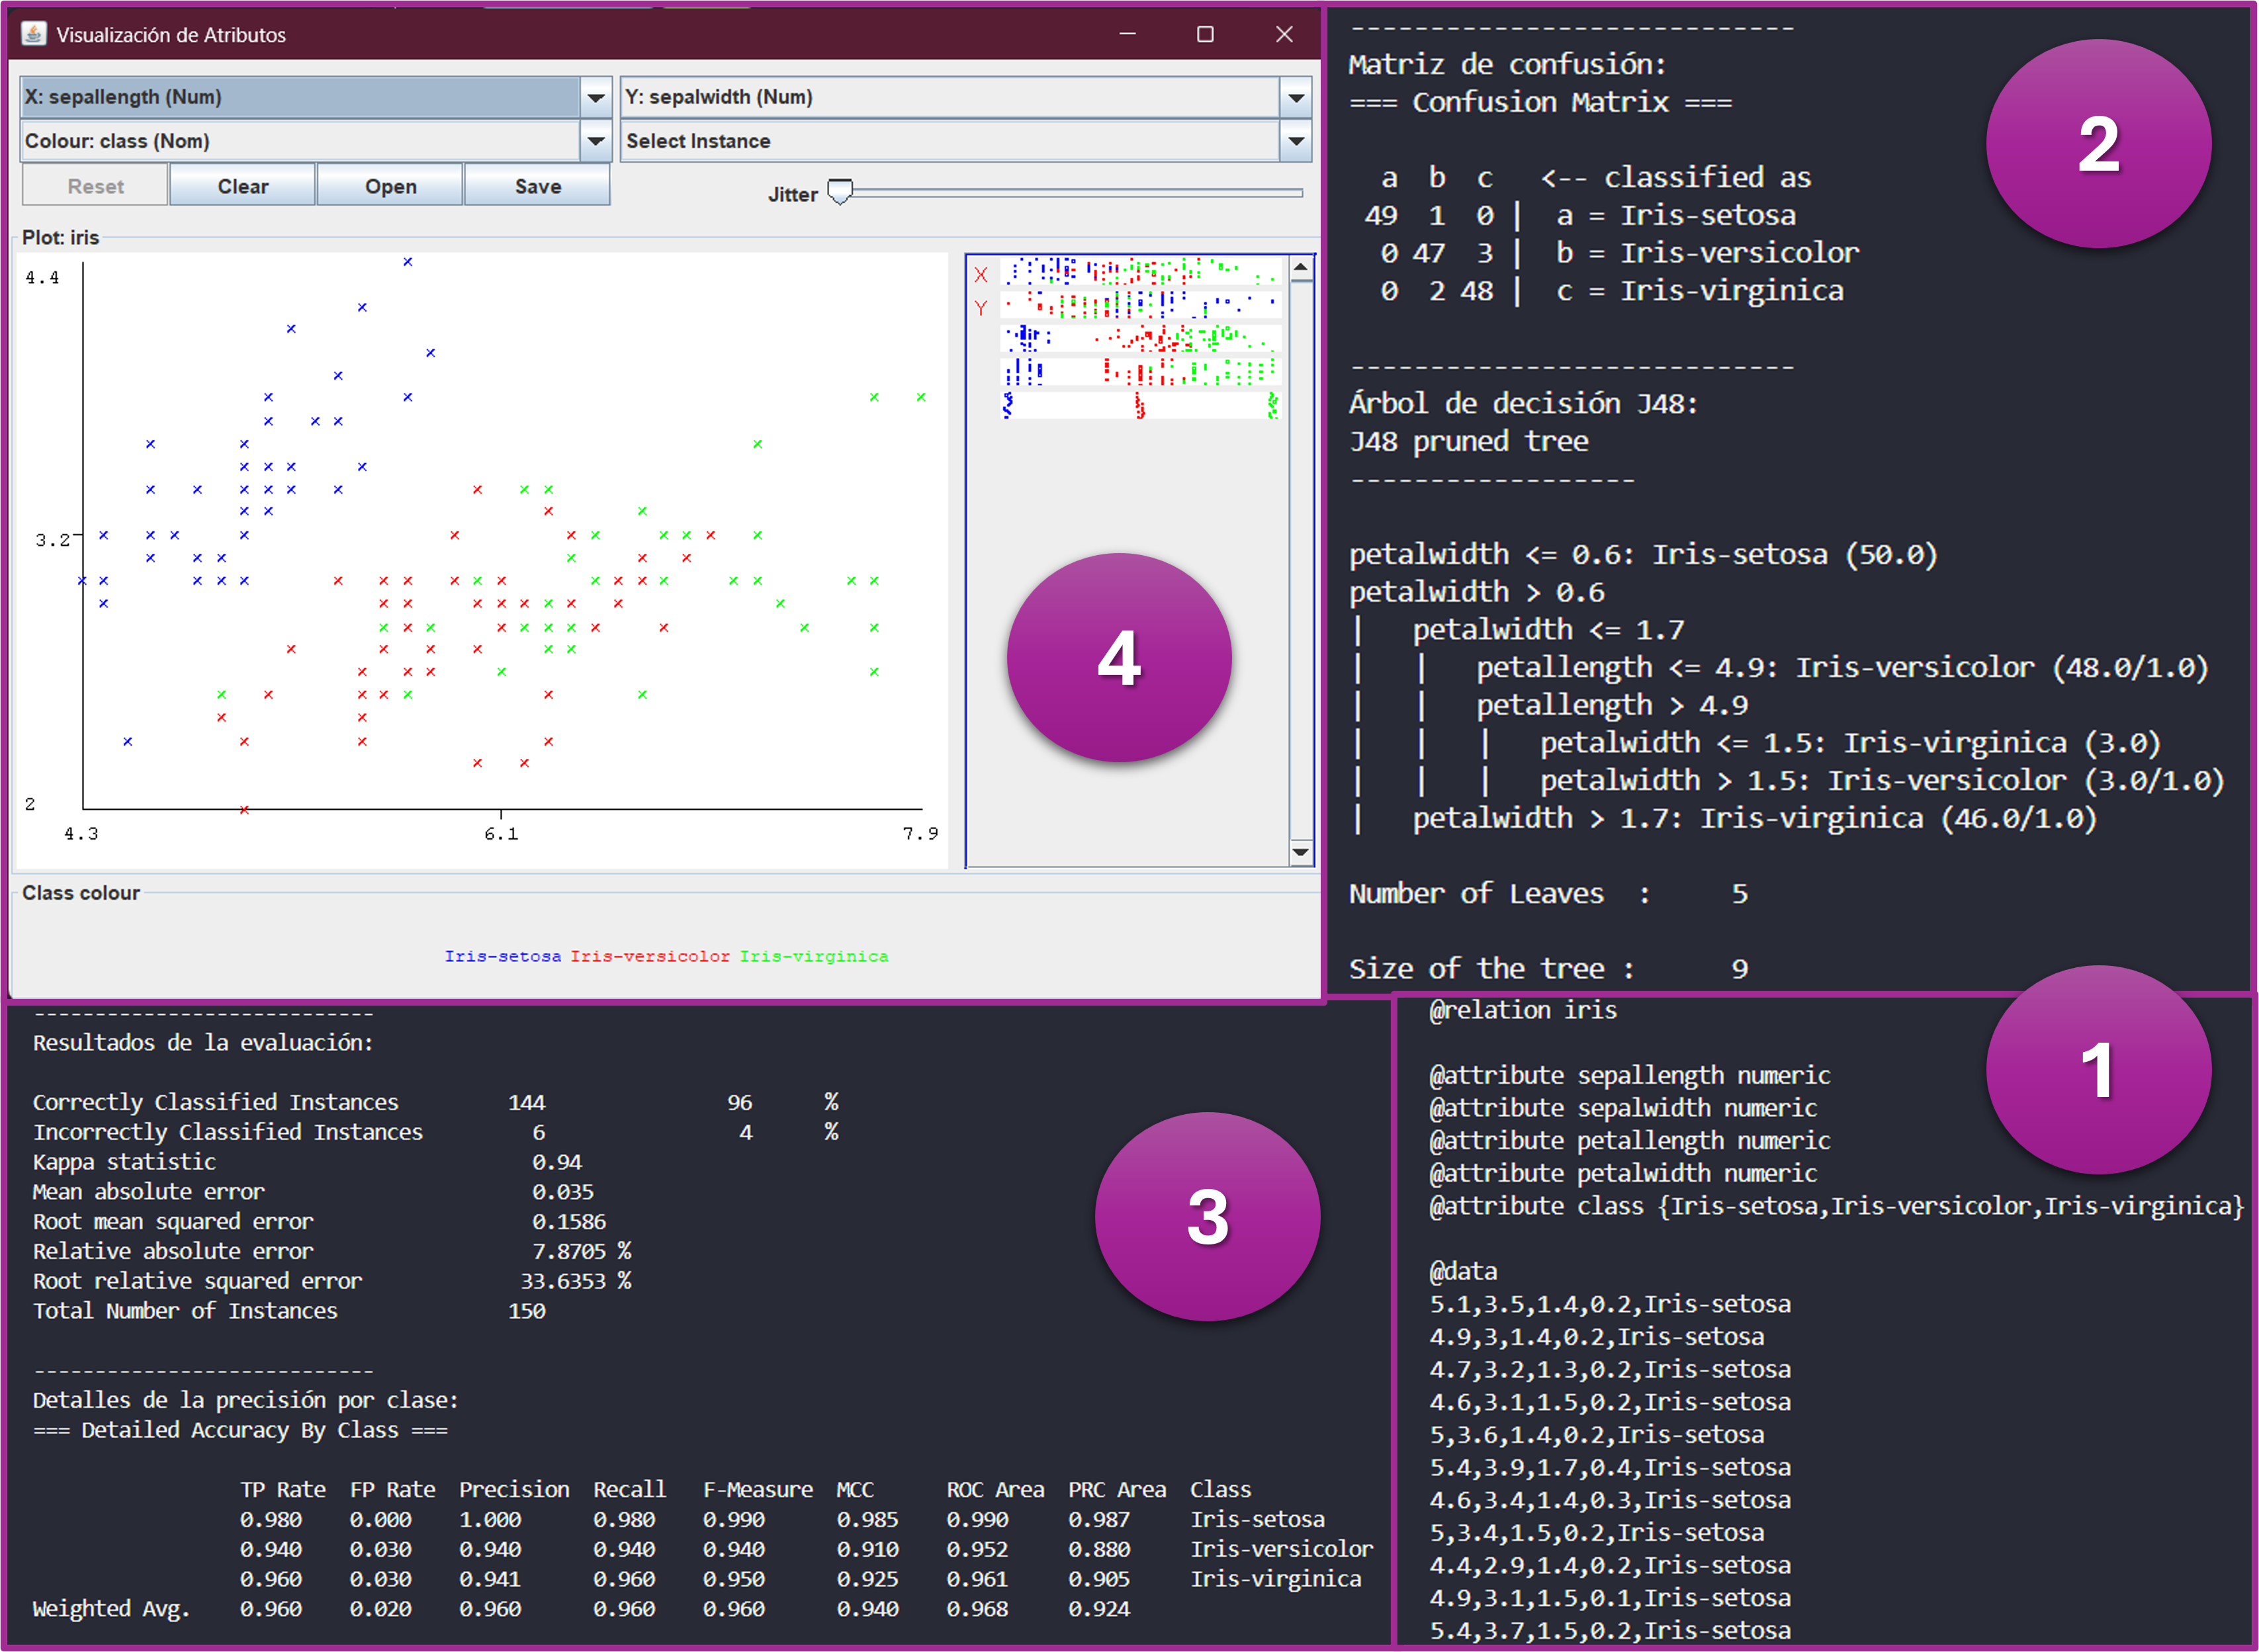 Visualización de Atributos
X: sepallength (Num)
Y: sepalwidth (Num)
Colour: class (Nom)
Select Instance
Reset
Clear
Open
Save
Jitter
Plot: iris
4.4
3.2
2
4.3
6.1
7.9
X
Y
4
Class colour
Iris-setosa Iris-versicolor Iris-virginica
---------------------------
Matriz de confusión:
=== Confusion Matrix ===
a b c <-- classified as
49 1 0 | a = Iris-setosa
0 47 3 | b = Iris-versicolor
0 2 48 | c = Iris-virginica
2
---------------------------
Árbol de decisión J48:
J48 pruned tree
------------------
petalwidth <= 0.6: Iris-setosa (50.0)
petalwidth > 0.6
| petalwidth <= 1.7
| | petallength <= 4.9: Iris-versicolor (48.0/1.0)
| | petallength > 4.9
| | | petalwidth <= 1.5: Iris-virginica (3.0)
| | | petalwidth > 1.5: Iris-versicolor (3.0/1.0)
| petalwidth > 1.7: Iris-virginica (46.0/1.0)
Number of Leaves : 5
Size of the tree : 9
---------------------------
Resultados de la evaluación:
Correctly Classified Instances 144 96 %
Incorrectly Classified Instances 6 4 %
Kappa statistic 0.94
Mean absolute error 0.035
Root mean squared error 0.1586
Relative absolute error 7.8705 %
Root relative squared error 33.6353 %
Total Number of Instances 150
3
---------------------------
Detalles de la precisión por clase:
=== Detailed Accuracy By Class ===
TP Rate FP Rate Precision Recall F-Measure MCC ROC Area PRC Area Class
0.980 0.000 1.000 0.980 0.990 0.985 0.990 0.987 Iris-setosa
0.940 0.030 0.940 0.940 0.940 0.910 0.952 0.880 Iris-versicolor
0.960 0.030 0.941 0.960 0.950 0.925 0.961 0.905 Iris-virginica
Weighted Avg. 0.960 0.020 0.960 0.960 0.960 0.940 0.968 0.924
@relation iris
1
@attribute sepallength numeric
@attribute sepalwidth numeric
@attribute petallength numeric
@attribute petalwidth numeric
@attribute class {Iris-setosa,Iris-versicolor,Iris-virginica}
@data
5.1,3.5,1.4,0.2,Iris-setosa
4.9,3,1.4,0.2,Iris-setosa
4.7,3.2,1.3,0.2,Iris-setosa
4.6,3.1,1.5,0.2,Iris-setosa
5,3.6,1.4,0.2,Iris-setosa
5.4,3.9,1.7,0.4,Iris-setosa
4.6,3.4,1.4,0.3,Iris-setosa
5,3.4,1.5,0.2,Iris-setosa
4.4,2.9,1.4,0.2,Iris-setosa
4.9,3.1,1.5,0.1,Iris-setosa
5.4,3.7,1.5,0.2,Iris-setosa